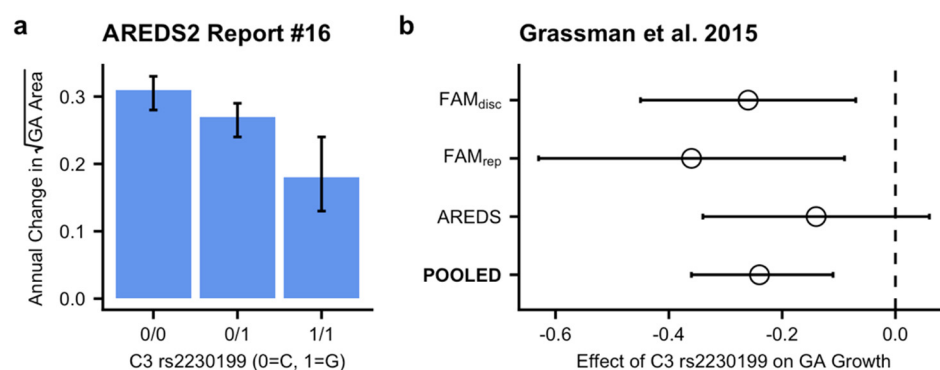 a
AREDS2 Report #16
Annual Change in √GA Area
0.3
0.2
0.1
0.0
0/0
0/1
1/1
C3 rs2230199 (0=C, 1=G)
b
Grassman et al. 2015
FAMdisc
FAMrep
AREDS
POOLED
-0.6
-0.4
-0.2
0.0
Effect of C3 rs2230199 on GA Growth